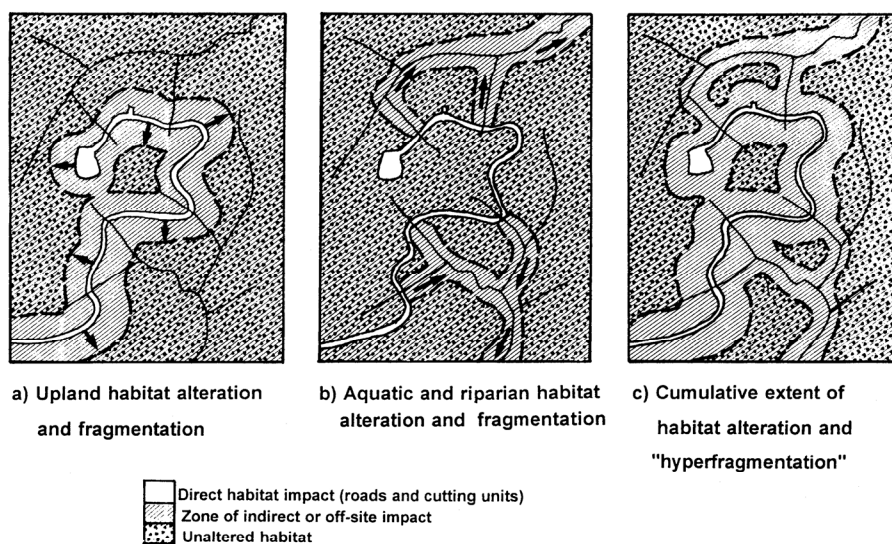 a) Upland habitat alteration
and fragmentation
b) Aquatic and riparian habitat
alteration and fragmentation
c) Cumulative extent of
habitat alteration and
"hyperfragmentation"
Direct habitat impact (roads and cutting units)
Zone of indirect or off-site impact
Unaltered habitat